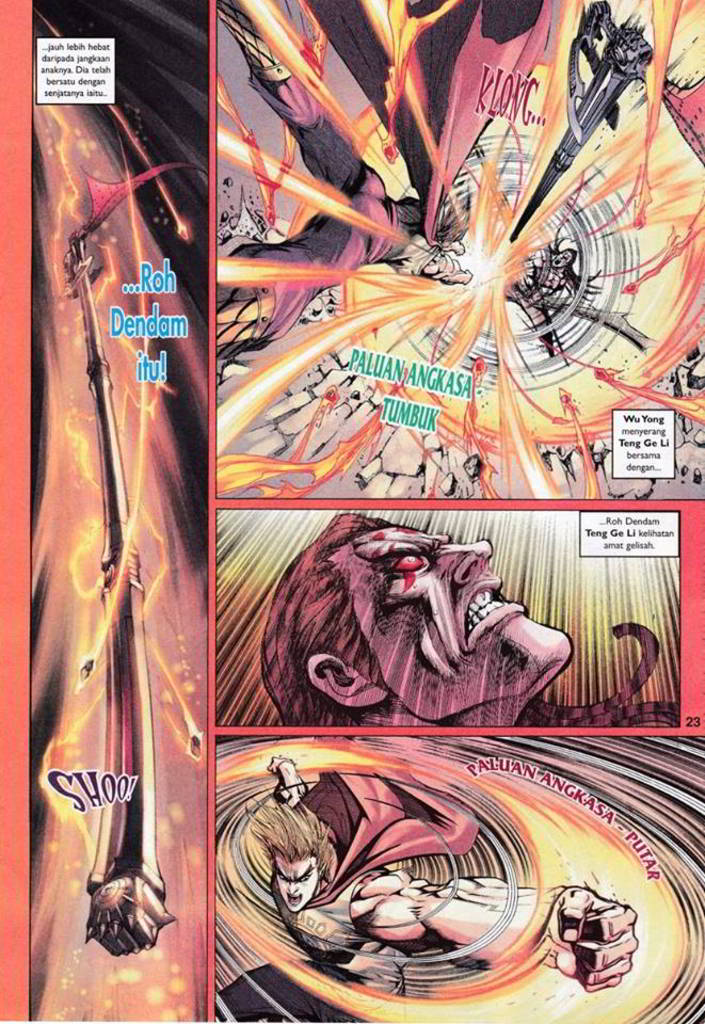 ...jauh lebih hebat
daripada jangkaan
anaknya. Dia telah
bersatu dengan
senjatanya iaitu..
...Roh
Dendam
itu!
SHOO!
KLONG...
PALUAN ANGKASA -
TUMBUK
Wu Yong
menyerang
Teng Ge Li
bersama
dengan...
...Roh Dendam
Teng Ge Li kelihatan
amat gelisah.
23
PALUAN ANGKASA - PUTAR